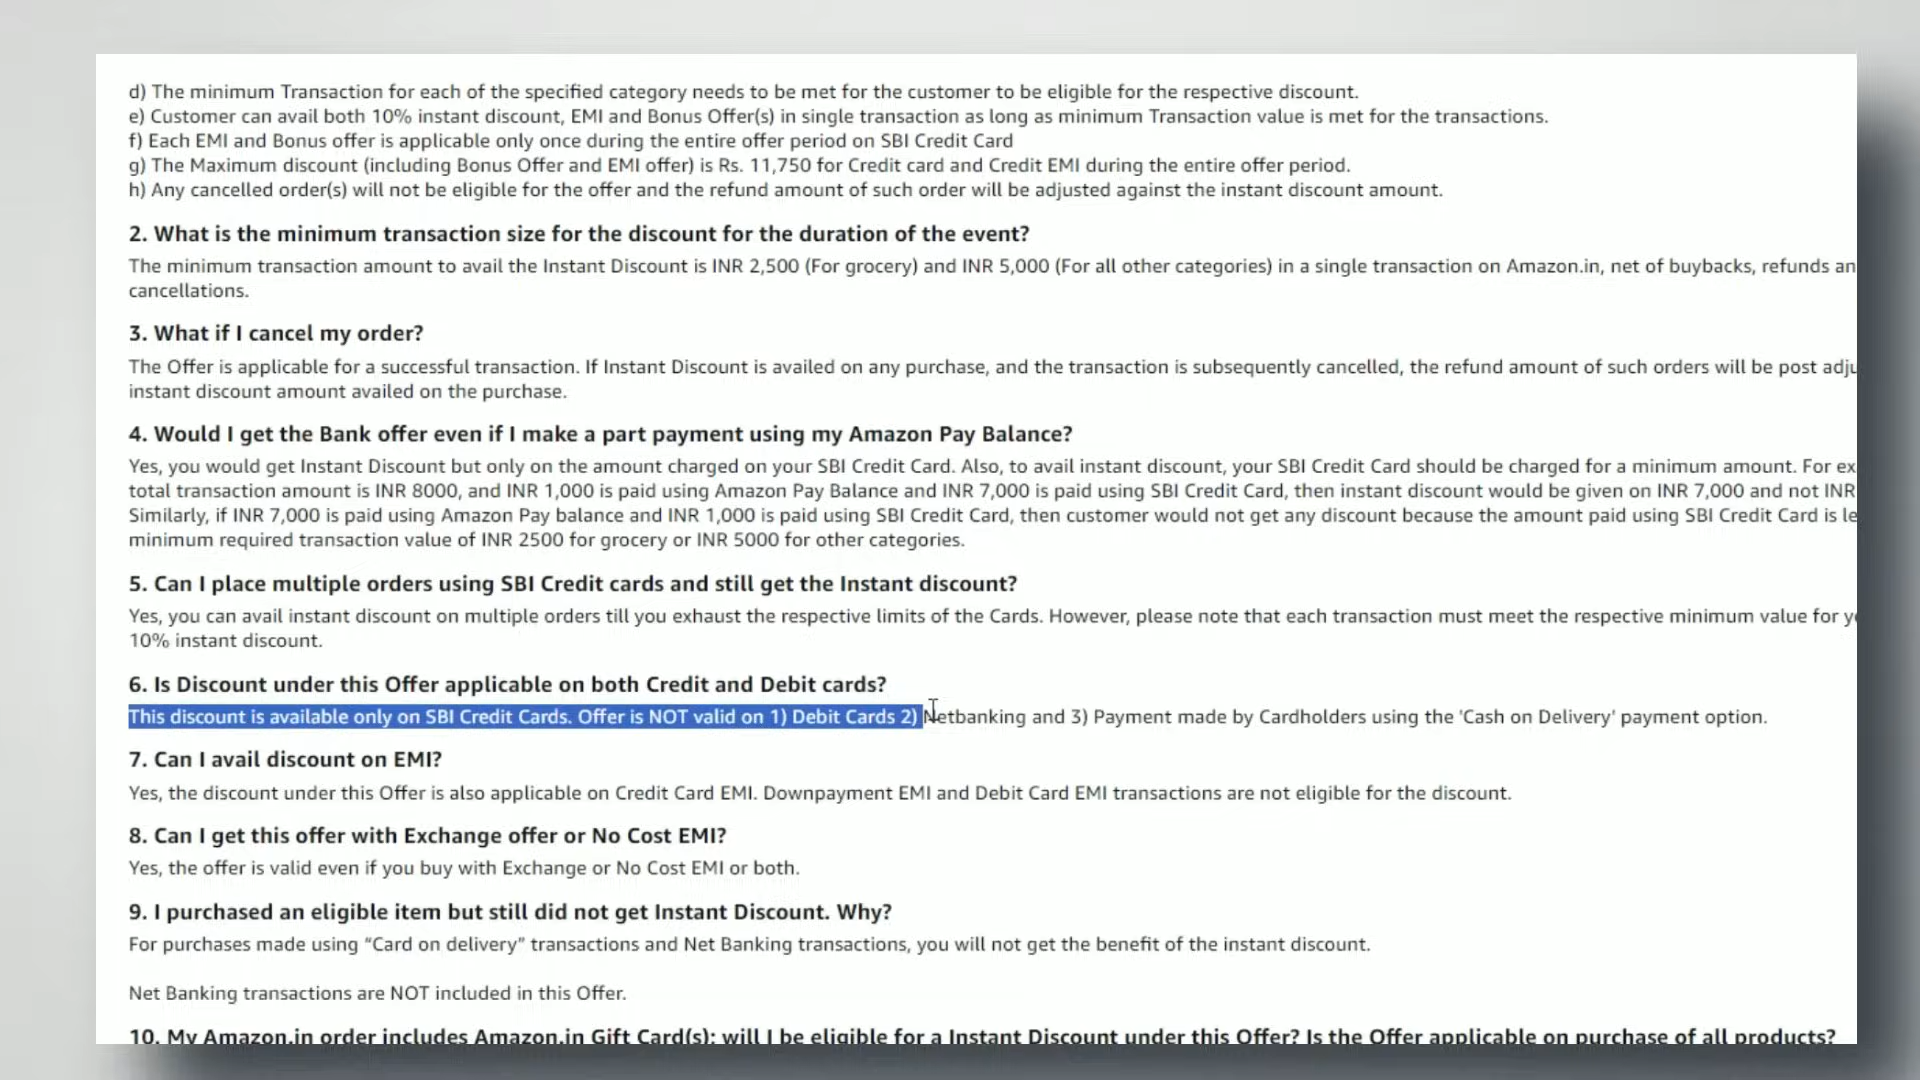 d) The minimum Transaction for each of the specified category needs to be met for the customer to be eligible for the respective discount.
e) Customer can avail both 10% instant discount, EMI and Bonus Offer(s) in single transaction as long as minimum Transaction value is met for the transactions.
f) Each EMI and Bonus offer is applicable only once during the entire offer period on SBI Credit Card
g) The Maximum discount (including Bonus Offer and EMI offer) is Rs. 11,750 for Credit card and Credit EMI during the entire offer period.
h) Any cancelled order(s) will not be eligible for the offer and the refund amount of such order will be adjusted against the instant discount amount.
2. What is the minimum transaction size for the discount for the duration of the event?
The minimum transaction amount to avail the Instant Discount is INR 2,500 (For grocery) and INR 5,000 (For all other categories) in a single transaction on Amazon.in, net of buybacks, refunds an
cancellations.
3. What if I cancel my order?
The Offer is applicable for a successful transaction. If Instant Discount is availed on any purchase, and the transaction is subsequently cancelled, the refund amount of such orders will be post adju
instant discount amount availed on the purchase.
4. Would I get the Bank offer even if I make a part payment using my Amazon Pay Balance?
Yes, you would get Instant Discount but only on the amount charged on your SBI Credit Card. Also, to avail instant discount, your SBI Credit Card should be charged for a minimum amount. For ex
total transaction amount is INR 8000, and INR 1,000 is paid using Amazon Pay Balance and INR 7,000 is paid using SBI Credit Card, then instant discount would be given on INR 7,000 and not INR
Similarly, if INR 7,000 is paid using Amazon Pay balance and INR 1,000 is paid using SBI Credit Card, then customer would not get any discount because the amount paid using SBI Credit Card is le
minimum required transaction value of INR 2500 for grocery or INR 5000 for other categories.
5. Can I place multiple orders using SBI Credit cards and still get the Instant discount?
Yes, you can avail instant discount on multiple orders till you exhaust the respective limits of the Cards. However, please note that each transaction must meet the respective minimum value for y
10% instant discount.
6. Is Discount under this Offer applicable on both Credit and Debit cards?
This discount is available only on SBI Credit Cards. Offer is NOT valid on 1) Debit Cards 2) Netbanking and 3) Payment made by Cardholders using the 'Cash on Delivery' payment option.
7. Can I avail discount on EMI?
Yes, the discount under this Offer is also applicable on Credit Card EMI. Downpayment EMI and Debit Card EMI transactions are not eligible for the discount.
8. Can I get this offer with Exchange offer or No Cost EMI?
Yes, the offer is valid even if you buy with Exchange or No Cost EMI or both.
9. I purchased an eligible item but still did not get Instant Discount. Why?
For purchases made using “Card on delivery” transactions and Net Banking transactions, you will not get the benefit of the instant discount.
Net Banking transactions are NOT included in this Offer.
10. My Amazon.in order includes Amazon.in Gift Card(s); will I be eligible for a Instant Discount under this Offer? Is the Offer applicable on purchase of all products?